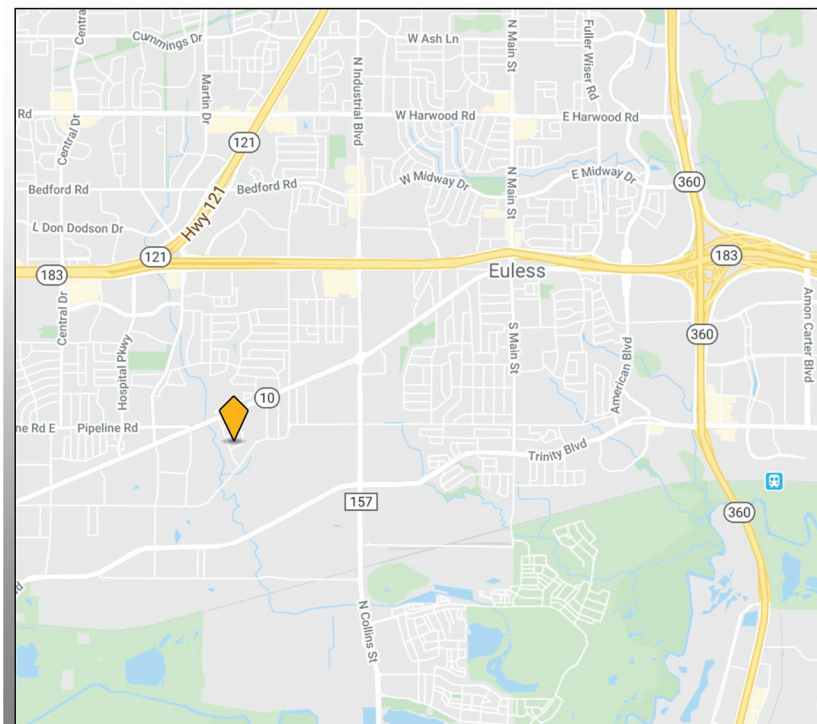 Centra
Cummings Dr
W Ash Ln
N Main St
Fuller Wiser Rd
N Industrial Blvd
Martin Dr
Rd
Central Dr
W Harwood Rd
E Harwood Rd
121
Bedford Rd
Bedford Rd
W Midway Dr
N Main St
E Midway Dr
360
L Don Dodson Dr
Hwy 121
121
183
183
Euless
Central Dr
Hospital Pkwy
S Main St
American Blvd
360
Amon Carter Blvd
10
ne Rd E
Pipeline Rd
Trinity Blvd
157
360
N Collins St